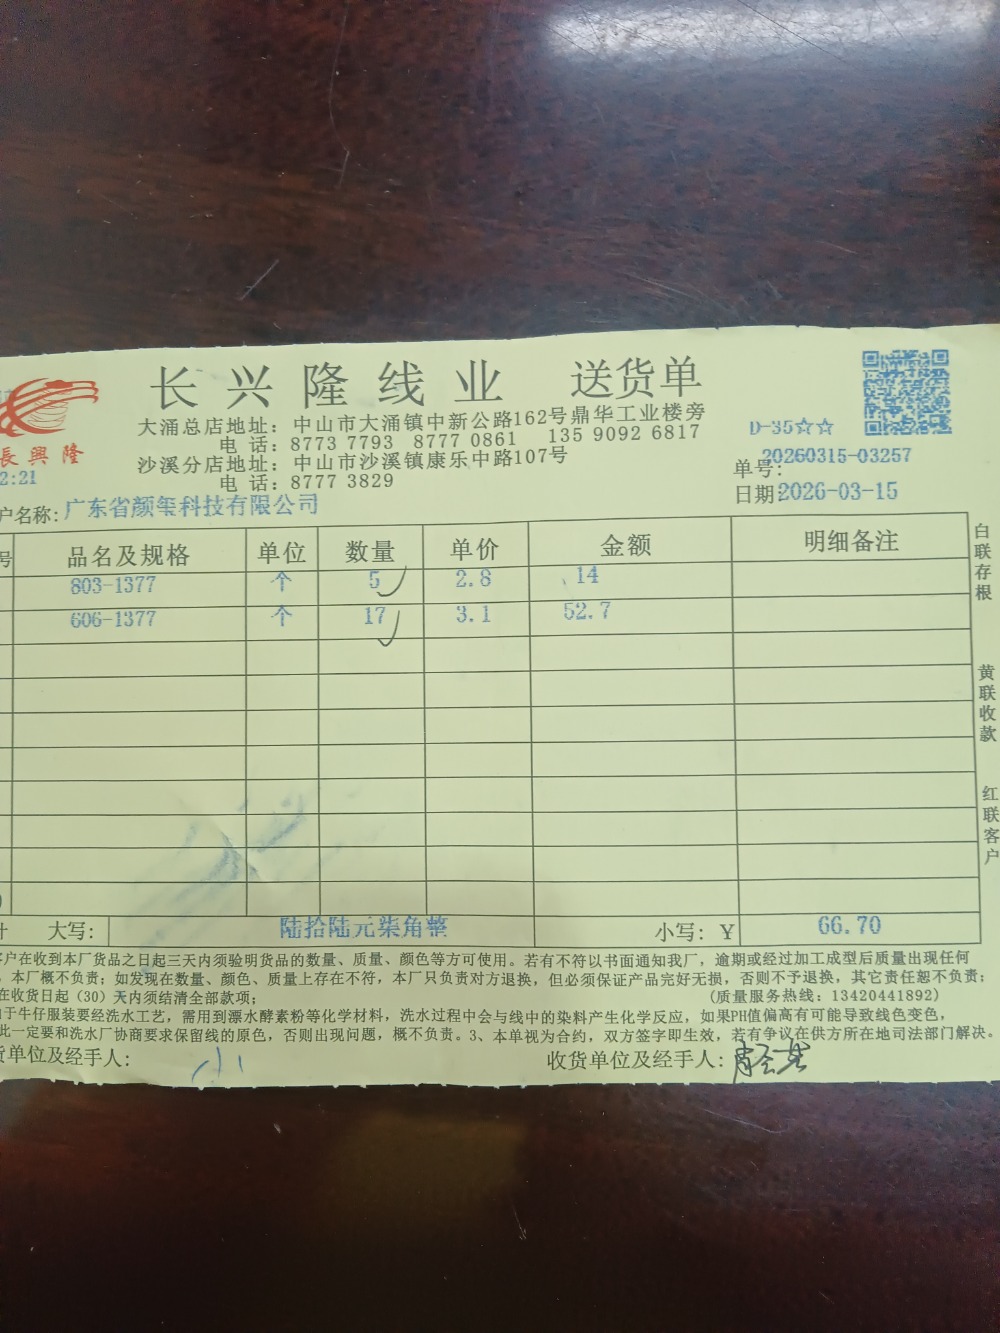 长兴隆线业 送货单
大涌总店地址：中山市大涌镇中新公路162号鼎华工业楼旁
电话：8773 7793 8777 0861 135 9092 6817
D-35☆☆
沙溪分店地址：中山市沙溪镇康乐中路107号
电话：8777 3829
長興隆
2:21
单号：20260315-03257
日期：2026-03-15
户名称：广东省颜玺科技有限公司
号 品名及规格 单位 数量 单价 金额 明细备注
803-1377 个 5 2.8 14
606-1377 个 17 3.1 52.7
白联存根
黄联收款
红联客户
计 大写： 陆拾陆元柒角整 小写：￥ 66.70
客户在收到本厂货品之日起三天内须验明货品的数量、质量、颜色等方可使用。若有不符以书面通知我厂，逾期或经过加工成型后质量出现任何
，本厂概不负责；如发现在数量、颜色、质量上存在不符，本厂只负责对方退换，但必须保证产品完好无损，否则不予退换，其它责任恕不负责；
在收货日起（30）天内须结清全部款项； (质量服务热线：13420441892)
于牛仔服装要经洗水工艺，需用到漂水酵素粉等化学材料，洗水过程中会与线中的染料产生化学反应，如果PH值偏高有可能导致线色变色，
此一定要和洗水厂协商要求保留线的原色，否则出现问题，概不负责。3、本单视为合约，双方签字即生效，若有争议在供方所在地司法部门解决。
货单位及经手人： 收货单位及经手人：